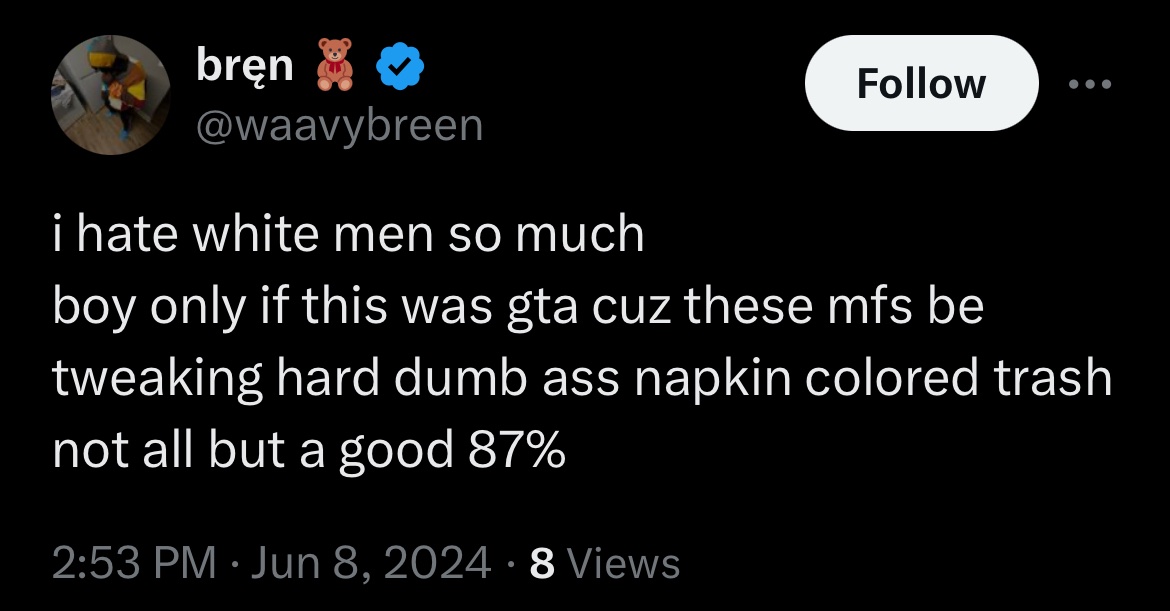 bręn 🧸
Follow
@waavybreen
i hate white men so much
boy only if this was gta cuz these mfs be
tweaking hard dumb ass napkin colored trash
not all but a good 87%
2:53 PM · Jun 8, 2024 · 8 Views